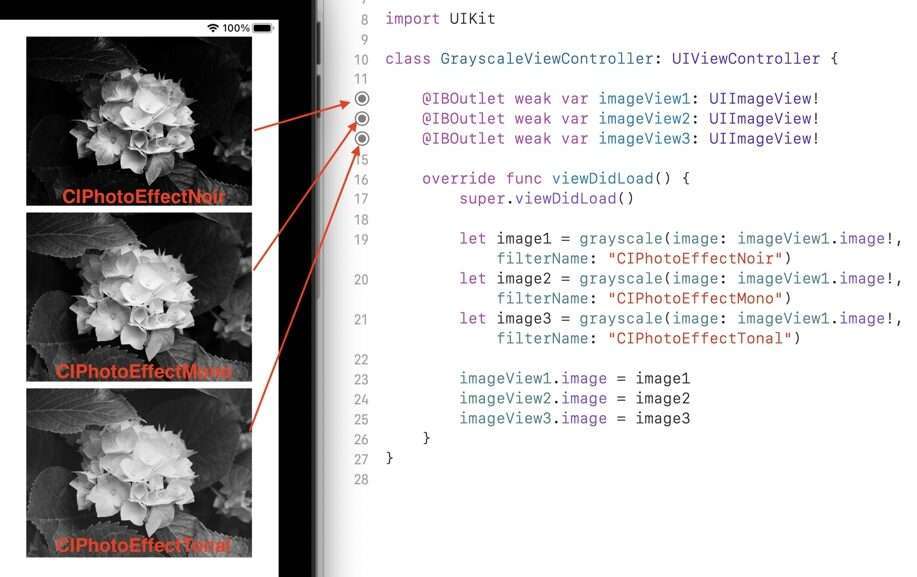 100%
CIPhotoEffectNoir
CIPhotoEffectMono
CIPhotoEffectTonal
8 import UIKit
9
10 class GrayscaleViewController: UIViewController {
11
@IBOutlet weak var imageView1: UIImageView!
@IBOutlet weak var imageView2: UIImageView!
@IBOutlet weak var imageView3: UIImageView!
15
16 override func viewDidLoad() {
17 super.viewDidLoad()
18
19 let image1 = grayscale(image: imageView1.image!,
filterName: "CIPhotoEffectNoir")
20 let image2 = grayscale(image: imageView1.image!,
filterName: "CIPhotoEffectMono")
21 let image3 = grayscale(image: imageView1.image!,
filterName: "CIPhotoEffectTonal")
22
23 imageView1.image = image1
24 imageView2.image = image2
25 imageView3.image = image3
26 }
27 }
28